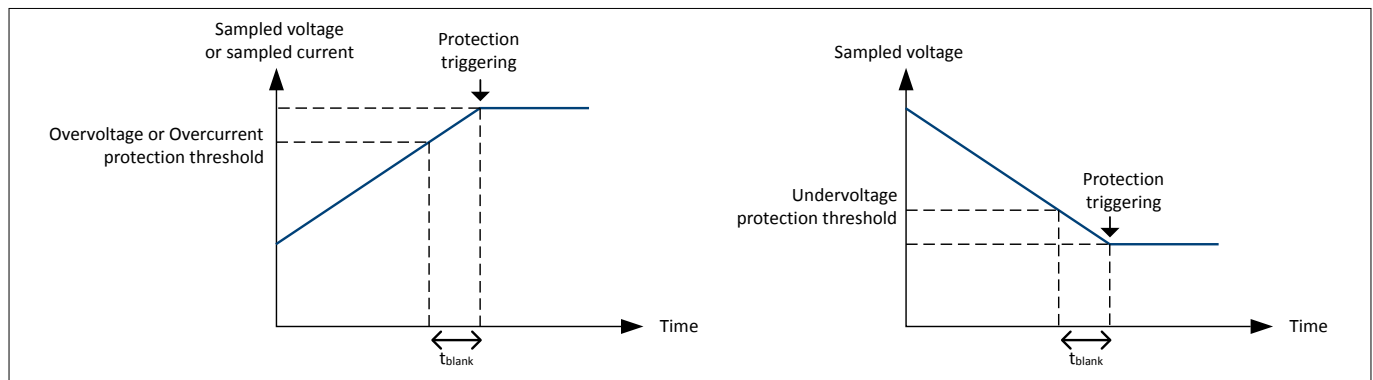 Sampled voltage
or sampled current
Protection
triggering
Overvoltage or Overcurrent
protection threshold
Time
tblank
Sampled voltage
Undervoltage
protection threshold
Protection
triggering
Time
tblank